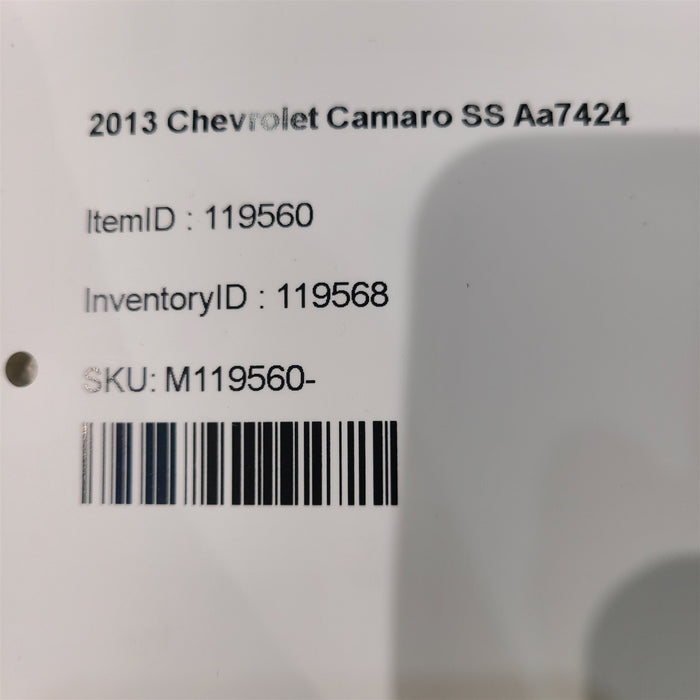 2013 Chevrolet Camaro SS Aa7424
ItemID : 119560
InventoryID : 119568
SKU: M119560-